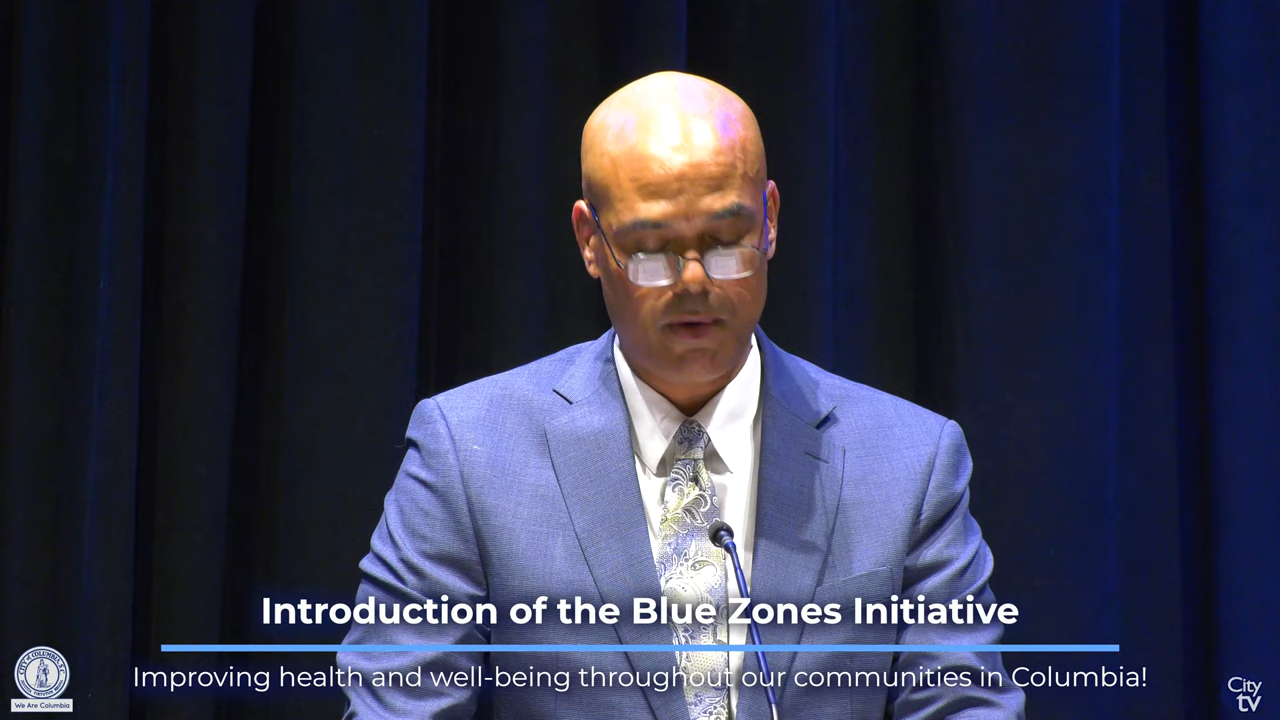 Introduction of the Blue Zones Initiative
Improving health and well-being throughout our communities in Columbia!
We Are Columbia
City
tv